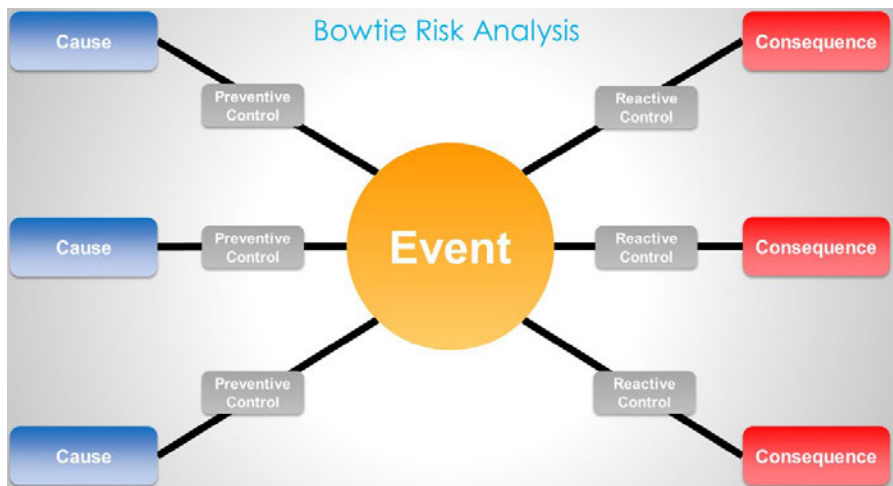 Bowtie Risk Analysis
Cause
Consequence
Preventive
Control
Reactive
Control
Cause
Preventive
Control
Event
Reactive
Control
Consequence
Preventive
Control
Reactive
Control
Cause
Consequence